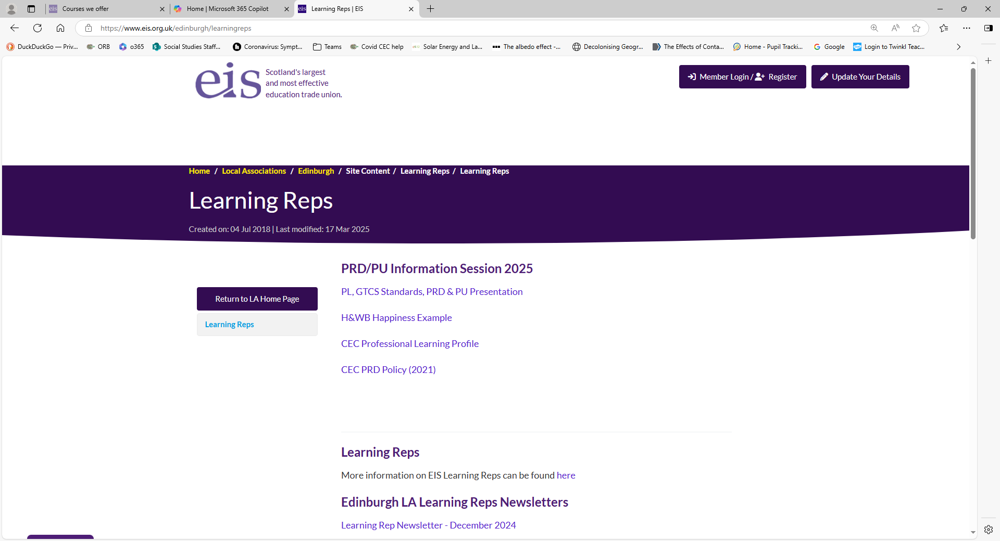 Courses we offer
Home | Microsoft 365 Copilot
Learning Reps | EIS
https://www.eis.org.uk/edinburgh/learningreps
DuckDuckGo — Priv...
ORB
o365
Social Studies Staff...
Coronavirus: Sympt...
Teams
Covid CEC help
Solar Energy and La...
The albedo effect -...
Decolonising Geogr...
The Effects of Conta...
Home - Pupil Tracki...
Google
Login to Twinkl Teac...
eis
Scotland's largest
and most effective
education trade union.
Member Login / Register
Update Your Details
Home / Local Associations / Edinburgh / Site Content / Learning Reps / Learning Reps
Learning Reps
Created on: 04 Jul 2018 | Last modified: 17 Mar 2025
Return to LA Home Page
Learning Reps
PRD/PU Information Session 2025
PL, GTCS Standards, PRD & PU Presentation
H&WB Happiness Example
CEC Professional Learning Profile
CEC PRD Policy (2021)
Learning Reps
More information on EIS Learning Reps can be found here
Edinburgh LA Learning Reps Newsletters
Learning Rep Newsletter - December 2024